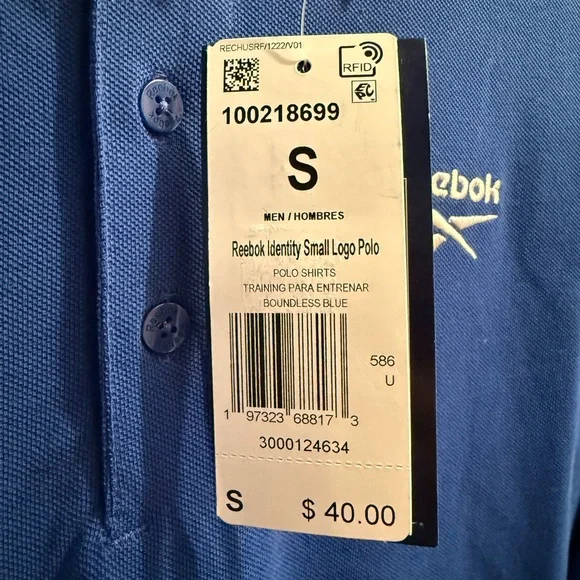 RECHUSRF/1222/V01
RFID
100218699
S
MEN / HOMBRES
Reebok Identity Small Logo Polo
POLO SHIRTS
TRAINING PARA ENTRENAR
BOUNDLESS BLUE
586
U
1 97323 68817 3
3000124634
S $ 40.00
ebok
Reebok